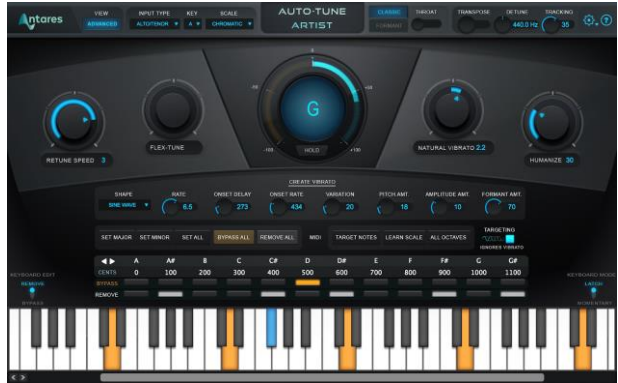 Antares
VIEW
ADVANCED
INPUT TYPE KEY SCALE
ALTO/TENOR A CHROMATIC
AUTO-TUNE
ARTIST
CLASSIC
FORMANT
THROAT
TRANSPOSE DETUNE TRACKING
440.0 Hz 35
?
0
-50 +50
G
-100 +100
HOLD
RETUNE SPEED 3
FLEX-TUNE
NATURAL VIBRATO 2.2
HUMANIZE 30
CREATE VIBRATO
SHAPE RATE ONSET DELAY ONSET RATE VARIATION PITCH AMT. AMPLITUDE AMT. FORMANT AMT.
SINE WAVE 6.5 273 434 20 18 10 70
SET MAJOR SET MINOR SET ALL BYPASS ALL REMOVE ALL MIDI TARGET NOTES LEARN SCALE ALL OCTAVES
TARGETING
IGNORES VIBRATO
A A# B C C# D D# E F F# G G#
CENTS 0 100 200 300 400 500 600 700 800 900 1000 1100
BYPASS
REMOVE
KEYBOARD EDIT
REMOVE
BYPASS
KEYBOARD MODE
LATCH
MOMENTARY